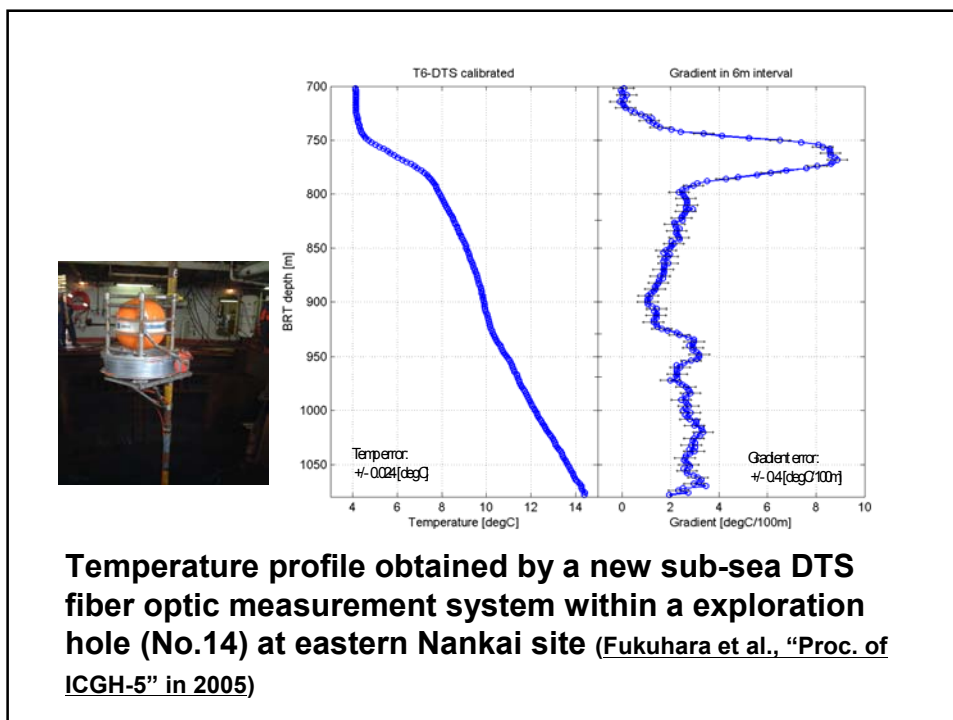 T6-DTS calibrated
Gradient in 6m interval
700
750
800
850
900
950
1000
1050
BRT depth [m]
Temp error:
+/- 0.024 [degC]
Gradient error:
+/- 0.4 [degC/100m]
4 6 8 10 12 14
0 2 4 6 8 10
Temperature [degC]
Gradient [degC/100m]
Temperature profile obtained by a new sub-sea DTS
fiber optic measurement system within a exploration
hole (No.14) at eastern Nankai site (Fukuhara et al., “Proc. of
ICGH-5” in 2005)